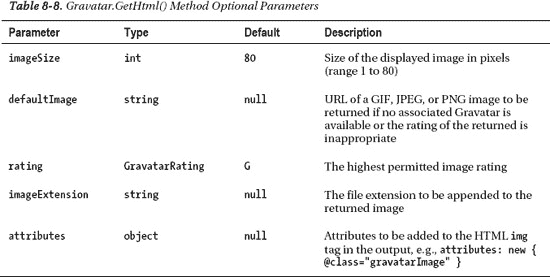 Table 8-8. Gravatar.GetHtml() Method Optional Parameters
Parameter Type Default Description
imageSize int 80 Size of the displayed image in pixels
(range 1 to 80)
defaultImage string null URL of a GIF, JPEG, or PNG image to be
returned if no associated Gravatar is
available or the rating of the returned is
inappropriate
rating GravatarRating G The highest permitted image rating
imageExtension string null The file extension to be appended to the
returned image
attributes object null Attributes to be added to the HTML img
tag in the output, e.g., attributes: new {
@class="gravatarImage" }